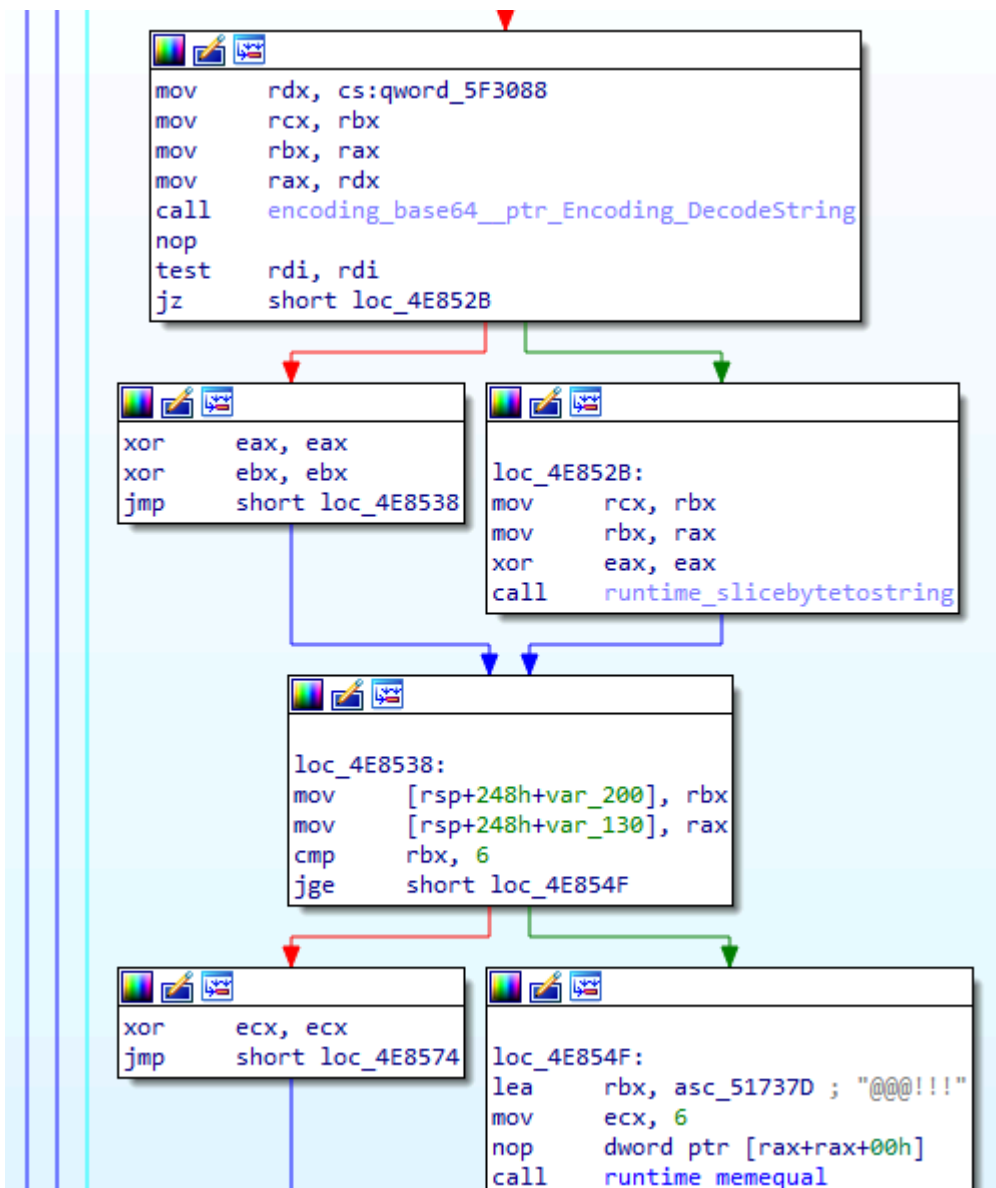 mov rdx, cs:qword_5F3088
mov rcx, rbx
mov rbx, rax
mov rax, rdx
call encoding_base64__ptr_Encoding_DecodeString
nop
test rdi, rdi
jz short loc_4E852B
xor eax, eax
xor ebx, ebx
jmp short loc_4E8538
loc_4E852B:
mov rcx, rbx
mov rbx, rax
xor eax, eax
call runtime_slicebytetostring
loc_4E8538:
mov [rsp+248h+var_200], rbx
mov [rsp+248h+var_130], rax
cmp rbx, 6
jge short loc_4E854F
xor ecx, ecx
jmp short loc_4E8574
loc_4E854F:
lea rbx, asc_51737D ; "@@@!!!"
mov ecx, 6
nop dword ptr [rax+rax+00h]
call runtime_memequal